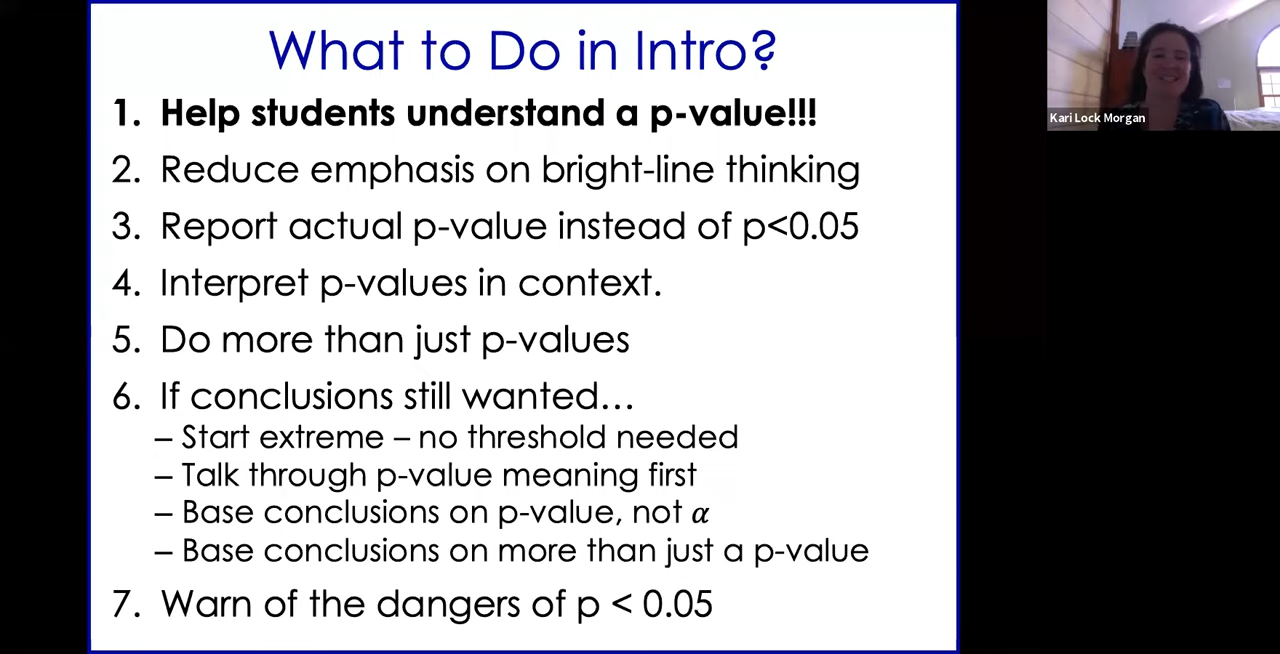 What to Do in Intro?
1. Help students understand a p-value!!!
2. Reduce emphasis on bright-line thinking
3. Report actual p-value instead of p<0.05
4. Interpret p-values in context.
5. Do more than just p-values
6. If conclusions still wanted…
– Start extreme – no threshold needed
– Talk through p-value meaning first
– Base conclusions on p-value, not α
– Base conclusions on more than just a p-value
7. Warn of the dangers of p < 0.05
Kari Lock Morgan